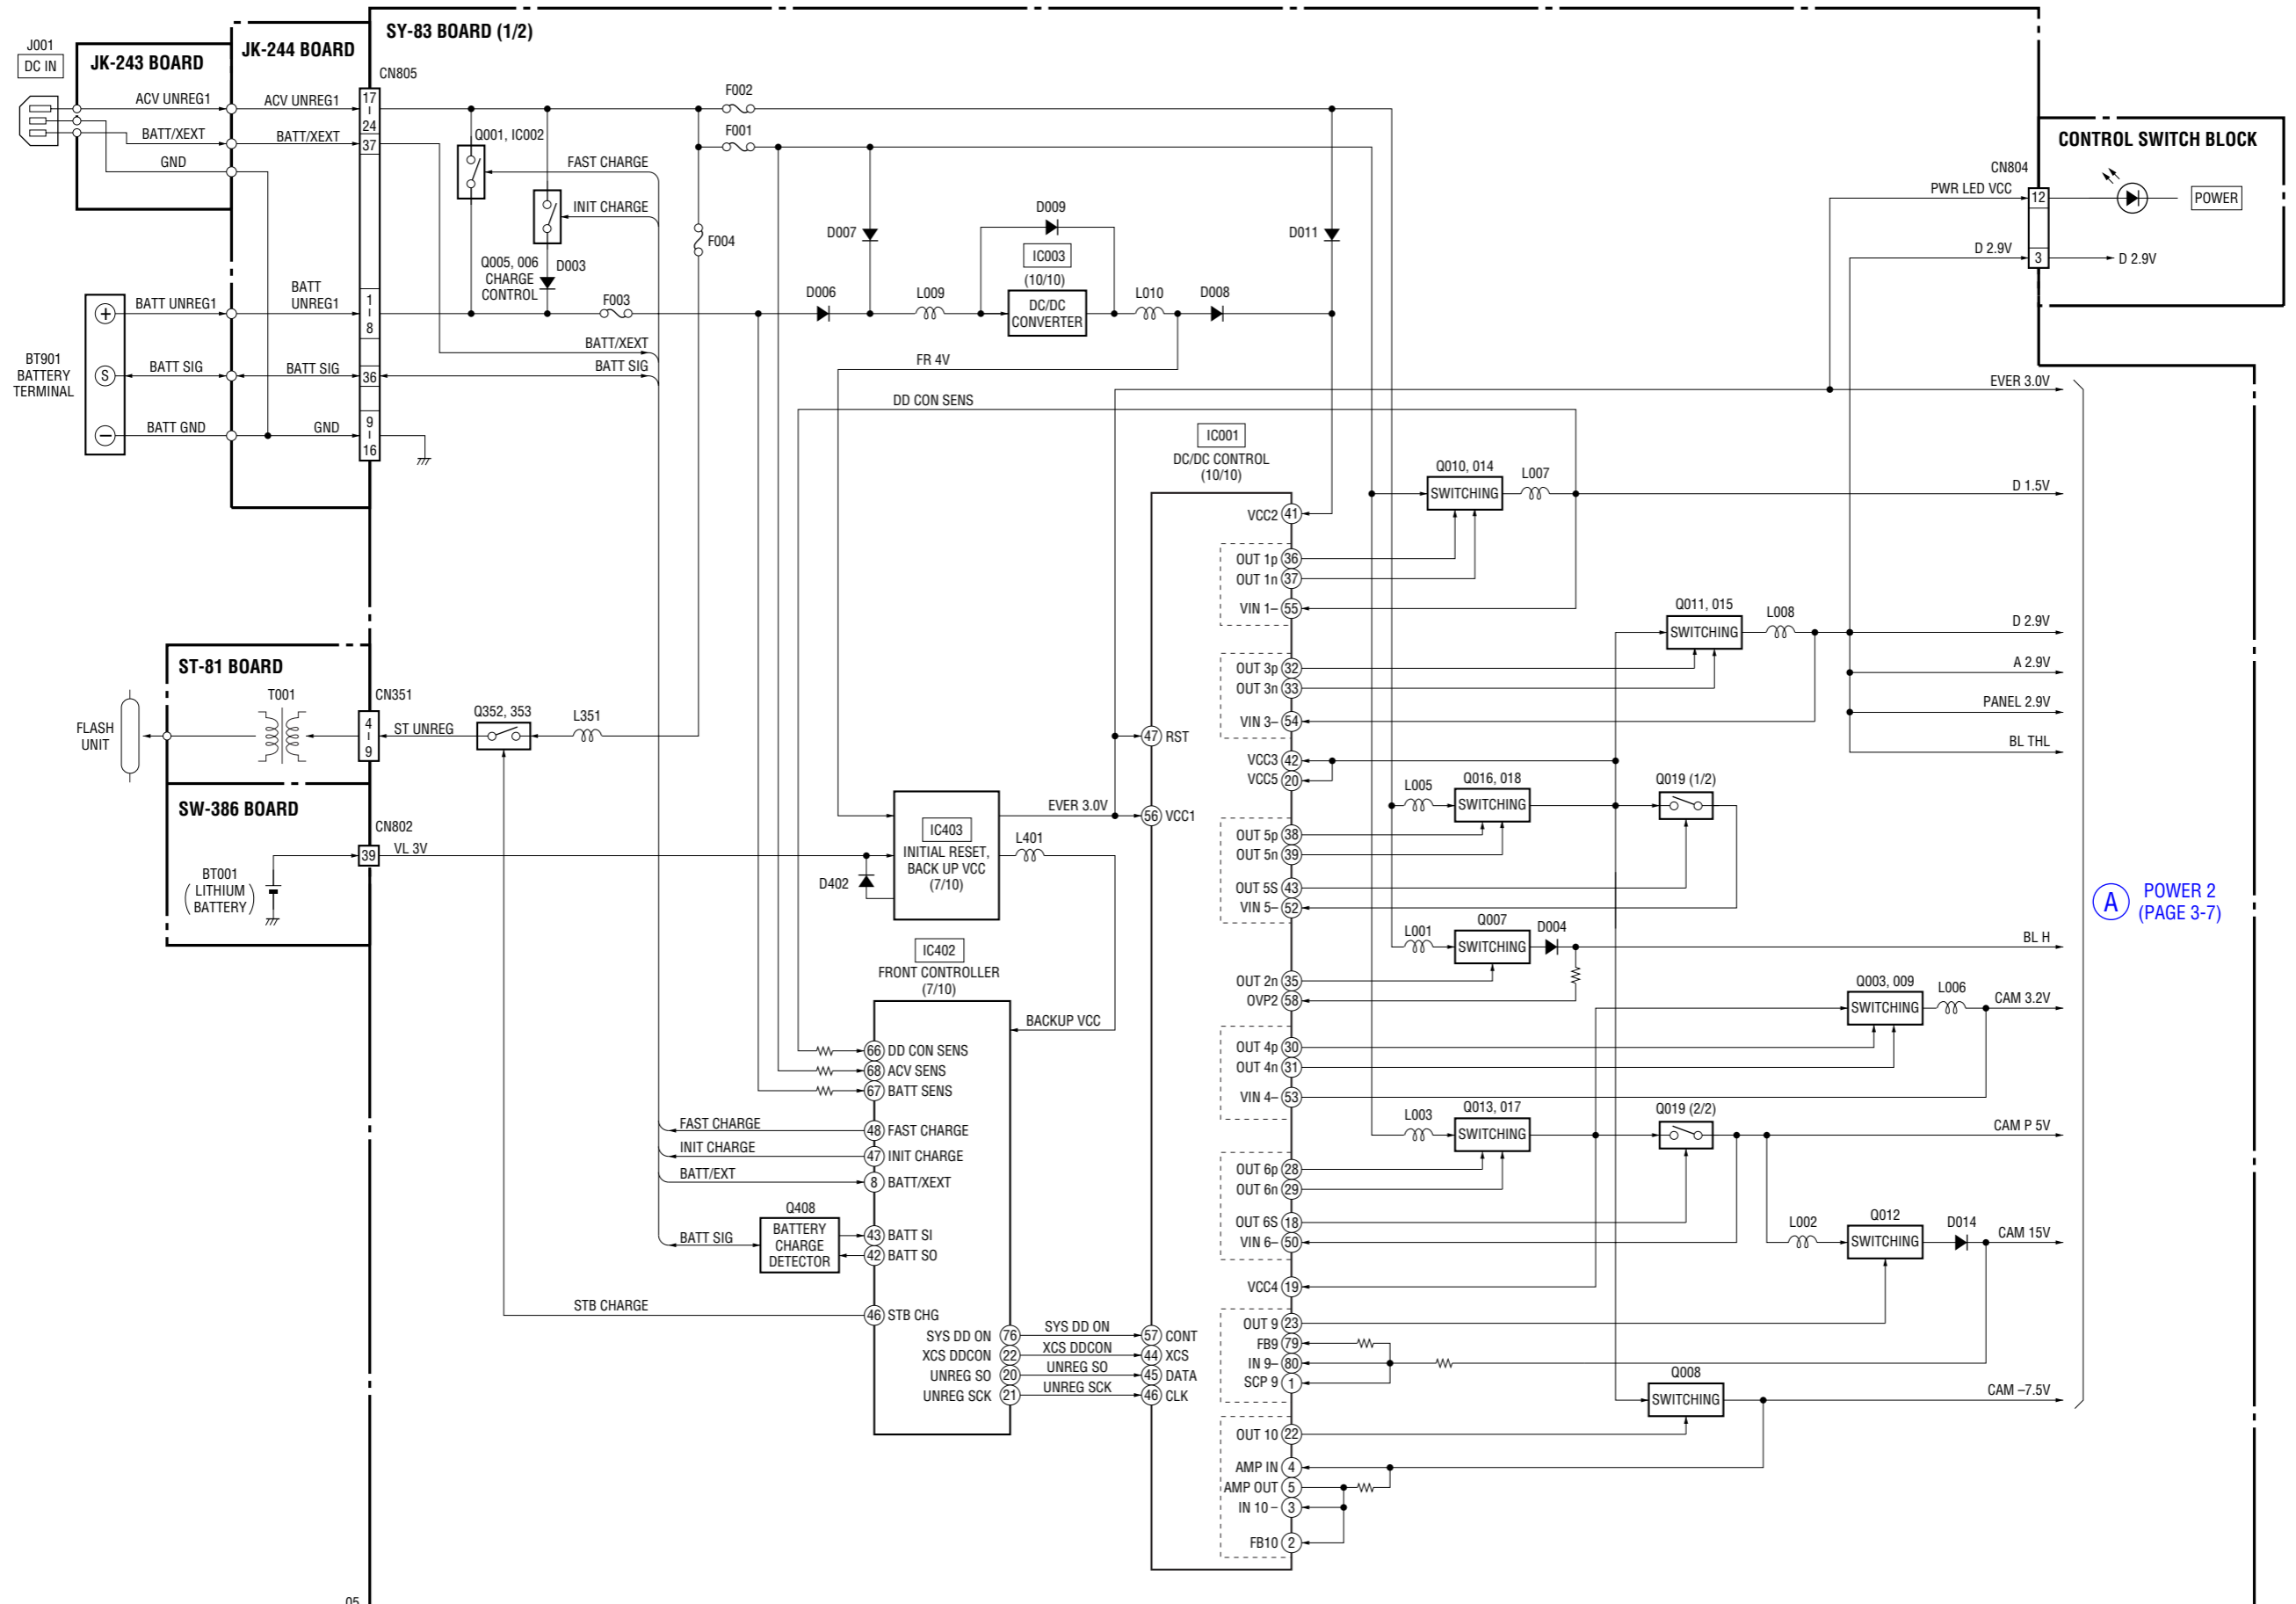 SY-83 BOARD (1/2)
J001
DC IN
JK-243 BOARD
JK-244 BOARD
CN805
ACV UNREG1
ACV UNREG1
17
24
BATT/XEXT
BATT/XEXT
37
GND
F002
F001
Q001, IC002
FAST CHARGE
INIT CHARGE
F004
Q005, 006
CHARGE
CONTROL
D003
D007
D009
IC003
(10/10)
DC/DC
CONVERTER
D011
D006
L009
L010
D008
F003
CN804
CONTROL SWITCH BLOCK
PWR LED VCC
12
POWER
D 2.9V
3
D 2.9V
BATT UNREG1
BATT
UNREG1
1
8
BT901
BATTERY
TERMINAL
S
BATT SIG
BATT SIG
36
BATT/XEXT
BATT SIG
FR 4V
BATT GND
GND
9
16
EVER 3.0V
DD CON SENS
IC001
DC/DC CONTROL
(10/10)
Q010, 014
SWITCHING
L007
D 1.5V
VCC2 41
OUT 1p 36
OUT 1n 37
VIN 1– 55
Q011, 015
SWITCHING
L008
D 2.9V
A 2.9V
PANEL 2.9V
BL THL
OUT 3p 32
OUT 3n 33
VIN 3– 54
47 RST
VCC3 42
VCC5 20
ST-81 BOARD
T001
CN351
FLASH
UNIT
4
9
ST UNREG
Q352, 353
L351
SW-386 BOARD
CN802
39
VL 3V
BT001
LITHIUM
BATTERY
D402
IC403
INITIAL RESET,
BACK UP VCC
(7/10)
EVER 3.0V
L401
56 VCC1
L005
Q016, 018
SWITCHING
Q019 (1/2)
OUT 5p 38
OUT 5n 39
OUT 5S 43
VIN 5– 52
A
POWER 2
(PAGE 3-7)
L001
Q007
SWITCHING
D004
BL H
OUT 2n 35
OVP2 58
IC402
FRONT CONTROLLER
(7/10)
BACKUP VCC
Q003, 009
SWITCHING
L006
CAM 3.2V
66 DD CON SENS
68 ACV SENS
67 BATT SENS
OUT 4p 30
OUT 4n 31
VIN 4– 53
FAST CHARGE
48 FAST CHARGE
INIT CHARGE
47 INIT CHARGE
BATT/EXT
8 BATT/XEXT
L003
Q013, 017
SWITCHING
Q019 (2/2)
CAM P 5V
OUT 6p 28
OUT 6n 29
OUT 6S 18
VIN 6– 50
Q408
BATTERY
CHARGE
DETECTOR
BATT SIG
43 BATT SI
42 BATT SO
L002
Q012
SWITCHING
D014
CAM 15V
VCC4 19
STB CHARGE
46 STB CHG
OUT 9 23
FB9 79
IN 9– 80
SCP 9 1
SYS DD ON 76
SYS DD ON
57 CONT
XCS DDCON 22
XCS DDCON
44 XCS
UNREG SO 20
UNREG SO
45 DATA
UNREG SCK 21
UNREG SCK
46 CLK
Q008
SWITCHING
CAM –7.5V
OUT 10 22
AMP IN 4
AMP OUT 5
IN 10 – 3
FB10 2
05